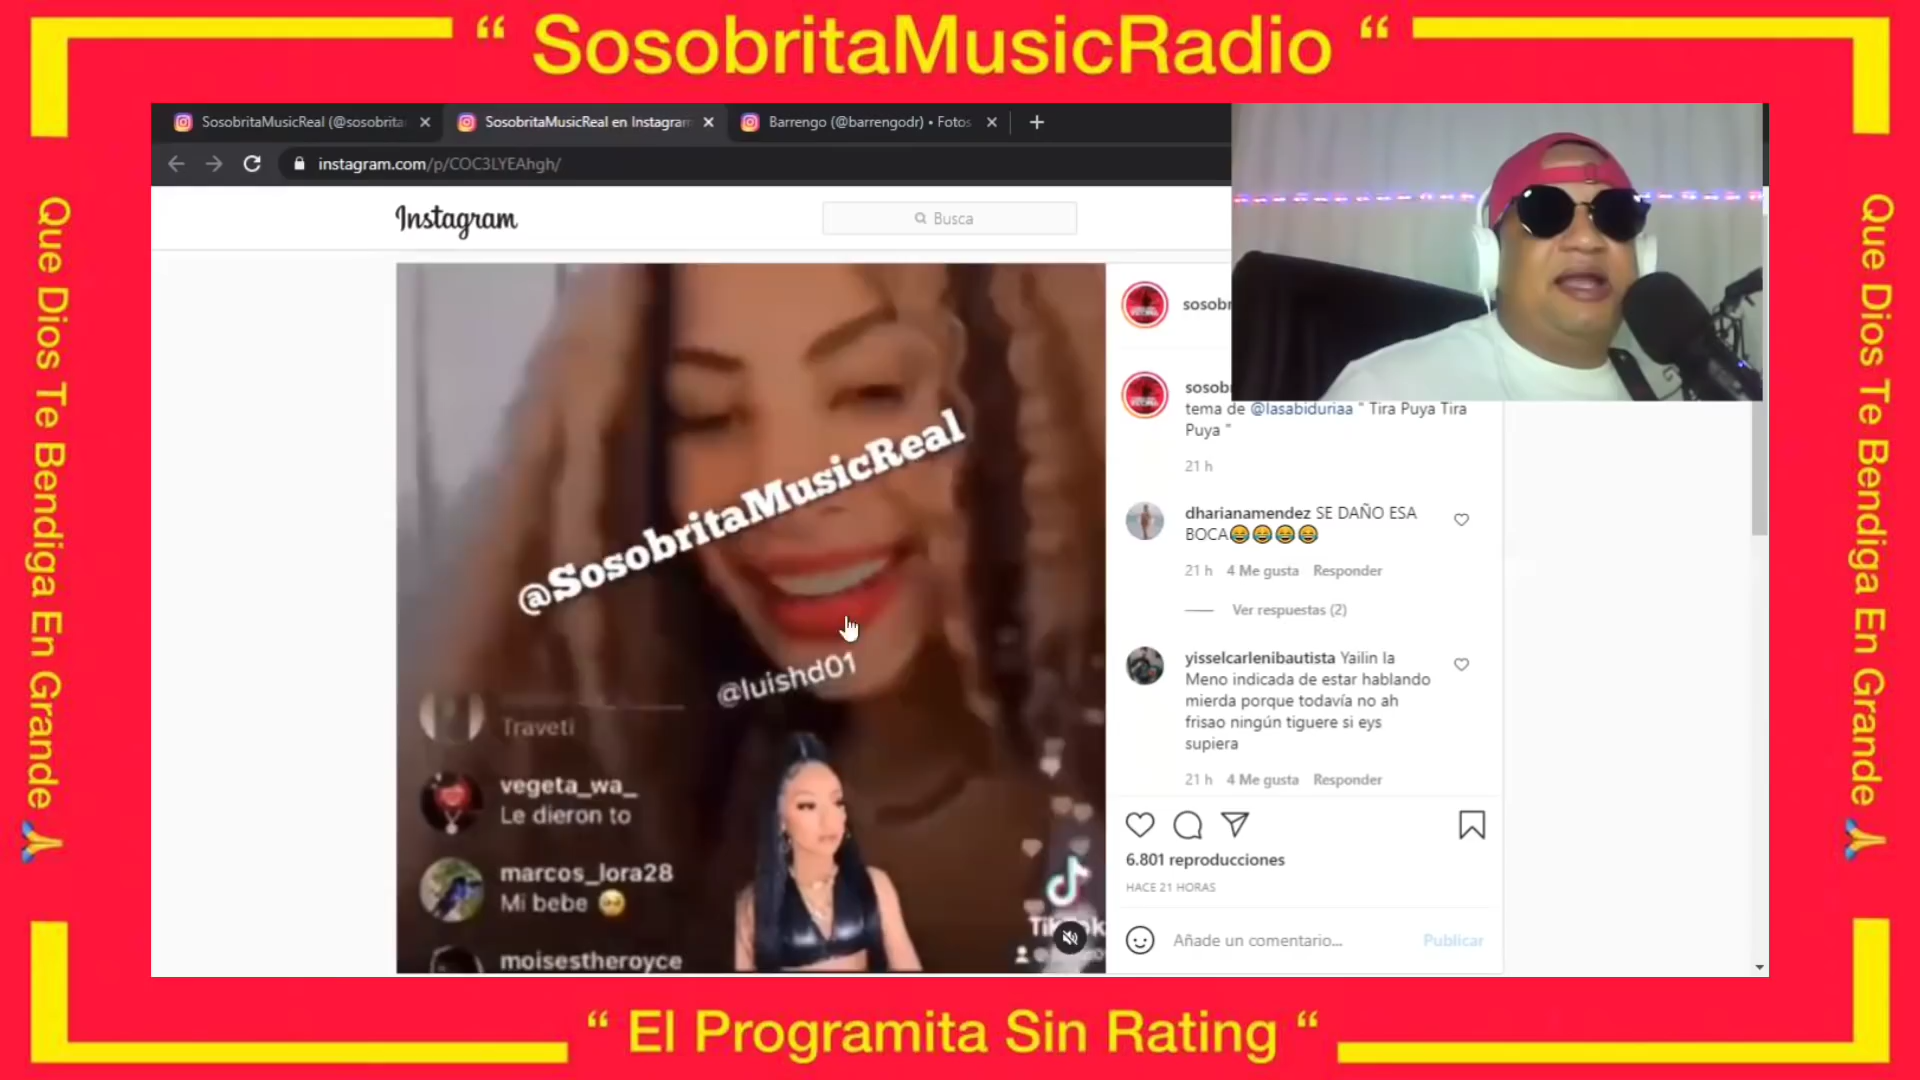 “ SosobritaMusicRadio “
SosobritaMusicReal (@sosobrita
SosobritaMusicReal en Instagram
Barrengo (@barrengodr) • Fotos
instagram.com/p/COC3LYEAhgh/
Instagram
Busca
Que Dios Te Bendiga En Grande 🙏
Que Dios Te Bendiga En Grande 🙏
@SosobritaMusicReal
@luishd01
Traveti
vegeta_wa_
Le dieron to
marcos_lora28
Mi bebe 🥺
moisestheroyce
TikTok
sosobr
sosobr
tema de @lasabiduriaa " Tira Puya Tira
Puya "
21 h
dharianamendez SE DAÑO ESA
BOCA😂😂😂😂
21 h 4 Me gusta Responder
Ver respuestas (2)
yisselcarlenibautista Yailin la
Meno indicada de estar hablando
mierda porque todavía no ah
frisao ningún tiguere si eys
supiera
21 h 4 Me gusta Responder
6.801 reproducciones
HACE 21 HORAS
Añade un comentario...
Publicar
“ El Programita Sin Rating “